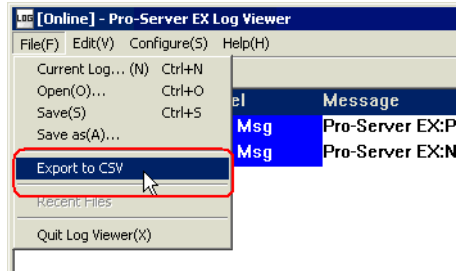 LOG [Online] - Pro-Server EX Log Viewer
File(F) Edit(V) Configure(S) Help(H)
Current Log... (N) Ctrl+N
Open(O)... Ctrl+O
el Message
Save(S) Ctrl+S
Msg Pro-Server EX:P
Save as(A)...
Msg Pro-Server EX:N
Export to CSV
Recent Files
Quit Log Viewer(X)